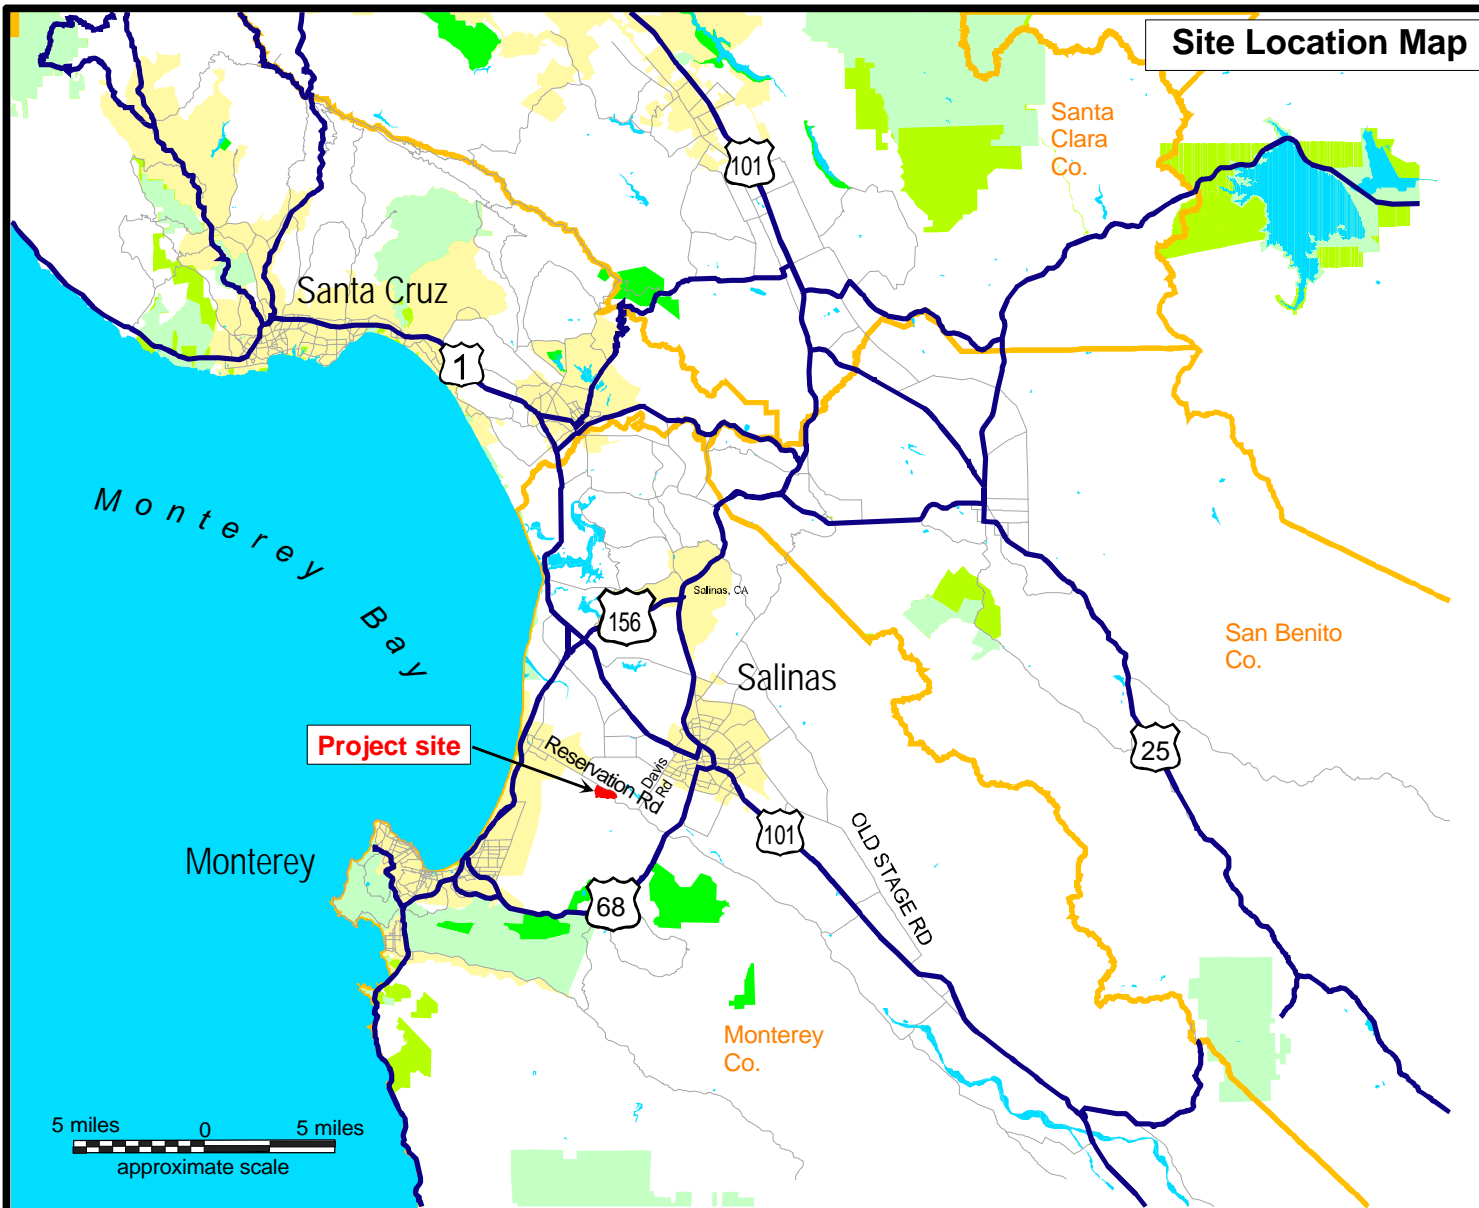 Site Location Map
Santa
Clara
Co.
101
Santa Cruz
1
Monterey Bay
Salinas, CA
156
San Benito
Co.
Salinas
Project site
Reservation Rd
Davis
Rd
25
101
OLD STAGE RD
Monterey
68
Monterey
Co.
5 miles 0 5 miles
approximate scale